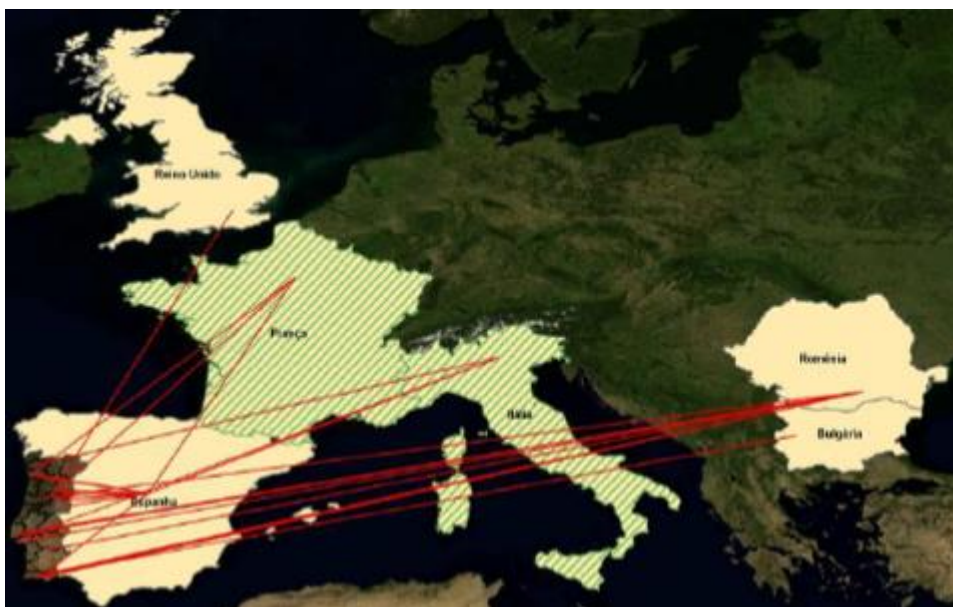 Reino Unido
França
Roménia
Itália
Bulgária
Espanha